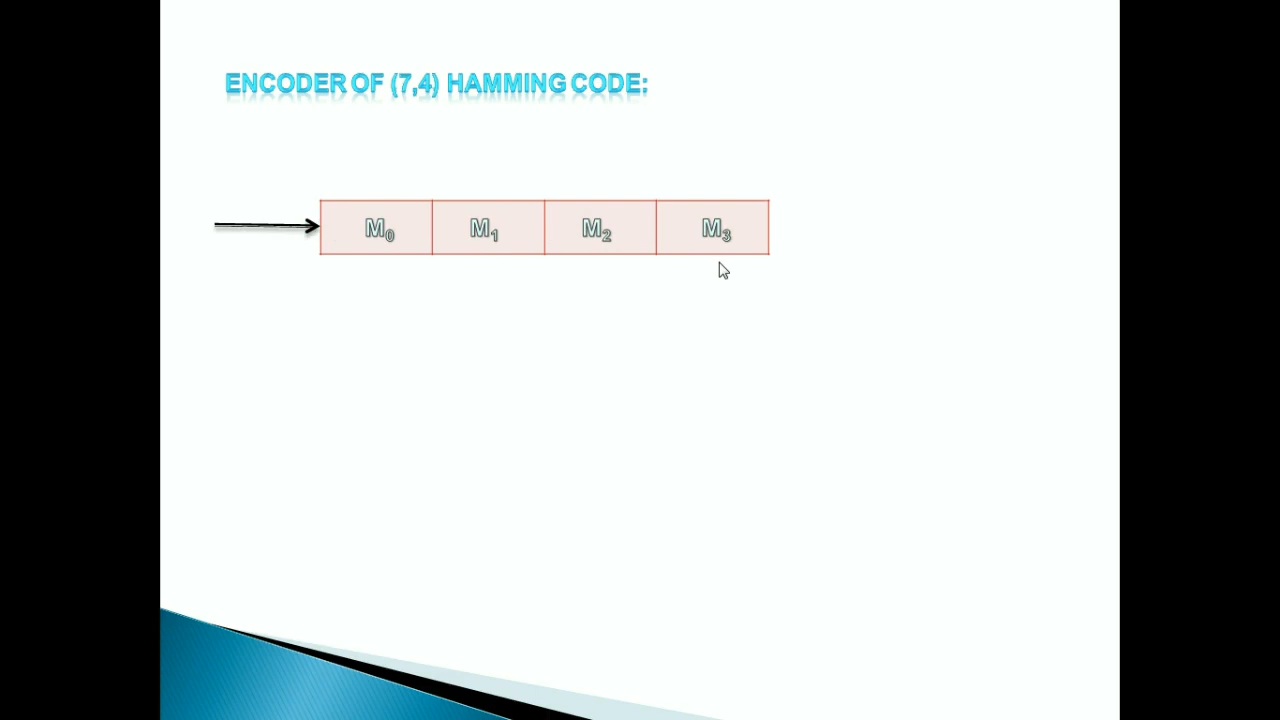 ENCODER OF (7,4) HAMMING CODE:
M₀ M₁ M₂ M₃